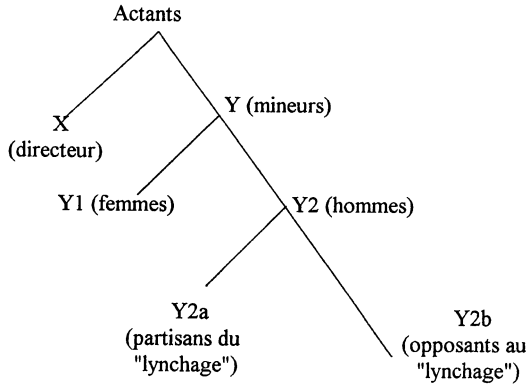 Actants
Y (mineurs)
X
(directeur)
Y1 (femmes)
Y2 (hommes)
Y2a
(partisans du
"lynchage")
Y2b
(opposants au
"lynchage")